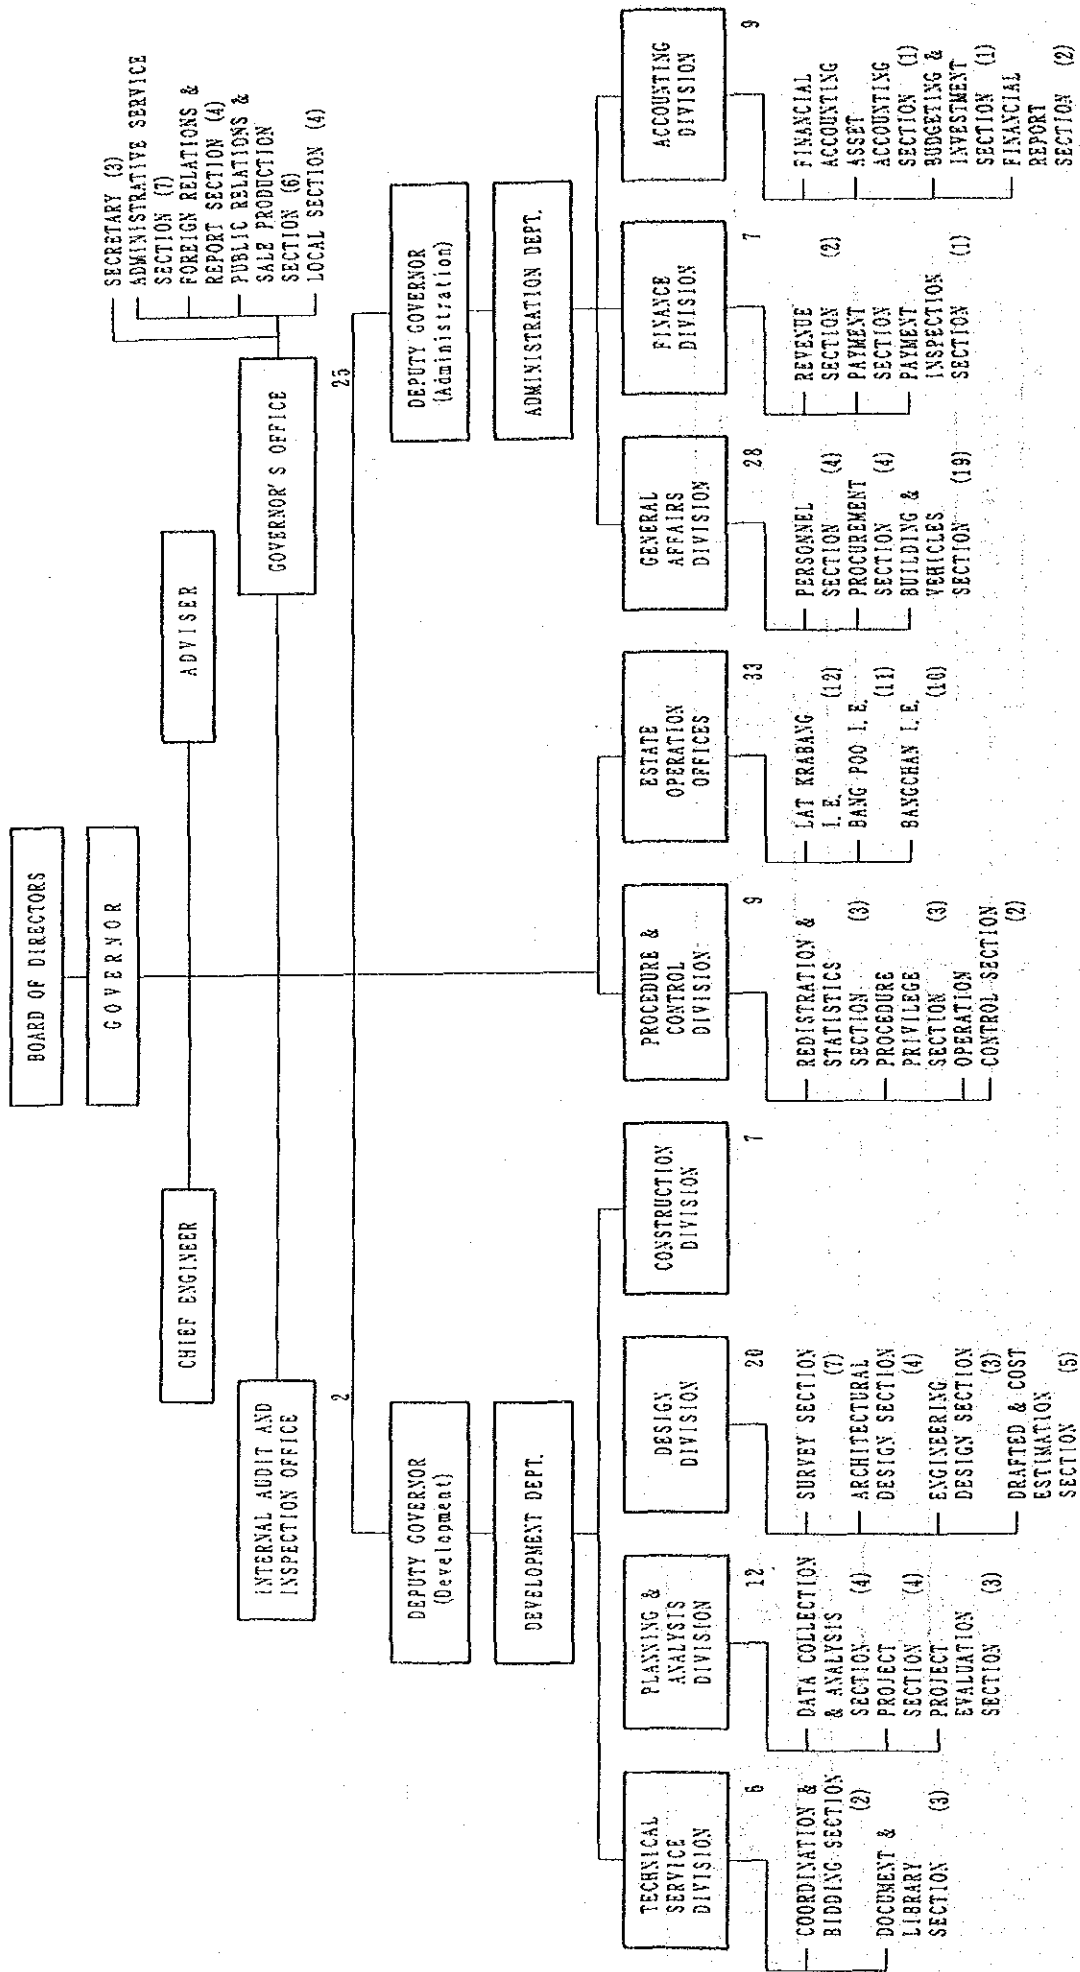 BOARD OF DIRECTORS
GOVERNOR
CHIEF ENGINEER
ADVISER
INTERNAL AUDIT AND
INSPECTION OFFICE
2
GOVERNOR'S OFFICE
25
SECRETARY (3)
ADMINISTRATIVE SERVICE
SECTION (7)
FOREIGN RELATIONS &
REPORT SECTION (4)
PUBLIC RELATIONS &
SALE PRODUCTION
SECTION (6)
LOCAL SECTION (4)
DEPUTY GOVERNOR
(Development)
DEVELOPMENT DEPT.
DEPUTY GOVERNOR
(Administration)
ADMINISTRATION DEPT.
TECHNICAL
SERVICE
DIVISION
6
COORDINATION &
BIDDING SECTION
(2)
DOCUMENT &
LIBRARY
SECTION (3)
PLANNING &
ANALYSIS
DIVISION
12
DATA COLLECTION
& ANALYSIS
SECTION (4)
PROJECT
SECTION (4)
PROJECT
EVALUATION
SECTION (3)
DESIGN
DIVISION
20
SURVEY SECTION
(7)
ARCHITECTURAL
DESIGN SECTION
(4)
ENGINEERING
DESIGN SECTION
(3)
DRAFTED & COST
ESTIMATION
SECTION (5)
CONSTRUCTION
DIVISION
7
PROCEDURE &
CONTROL
DIVISION
9
REDISTRATION &
STATISTICS
SECTION (3)
PROCEDURE
PRIVILEGE
SECTION (3)
OPERATION
CONTROL SECTION
(2)
ESTATE
OPERATION
OFFICES
33
LAT KRABANG
I.E. (12)
BANG POO I.E.
(11)
BANGCHAN I.E.
(10)
GENERAL
AFFAIRS
DIVISION
28
PERSONNEL
SECTION (4)
PROCUREMENT
SECTION (4)
BUILDING &
VEHICLES
SECTION (19)
FINANCE
DIVISION
7
REVENUE
SECTION (2)
PAYMENT
SECTION
PAYMENT
INSPECTION
SECTION (1)
ACCOUNTING
DIVISION
9
FINANCIAL
ACCOUNTING
ASSET
ACCOUNTING
SECTION (1)
BUDGETING &
INVESTMENT
SECTION (1)
FINANCIAL
REPORT
SECTION (2)